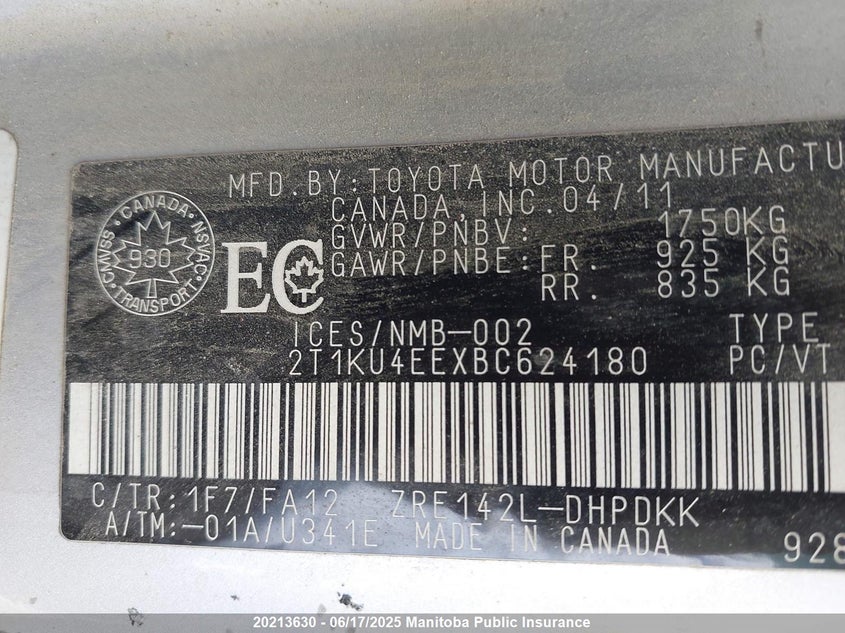 MFD.BY:TOYOTA MOTOR MANUFACTU
CANADA,INC.04/11
GVWR/PNBV: 1750KG
GAWR/PNBE:FR. 925 KG
RR. 835 KG
CMVSS • CANADA • NSVAC • TRANSPORT
930
EC
ICES/NMB-002 TYPE
2T1KU4EEXBC624180 PC/VT
C/TR:1F7/FA12 ZRE142L-DHPDKK
A/TM:-01A/U341E MADE IN CANADA 928
20213630 - 06/17/2025 Manitoba Public Insurance